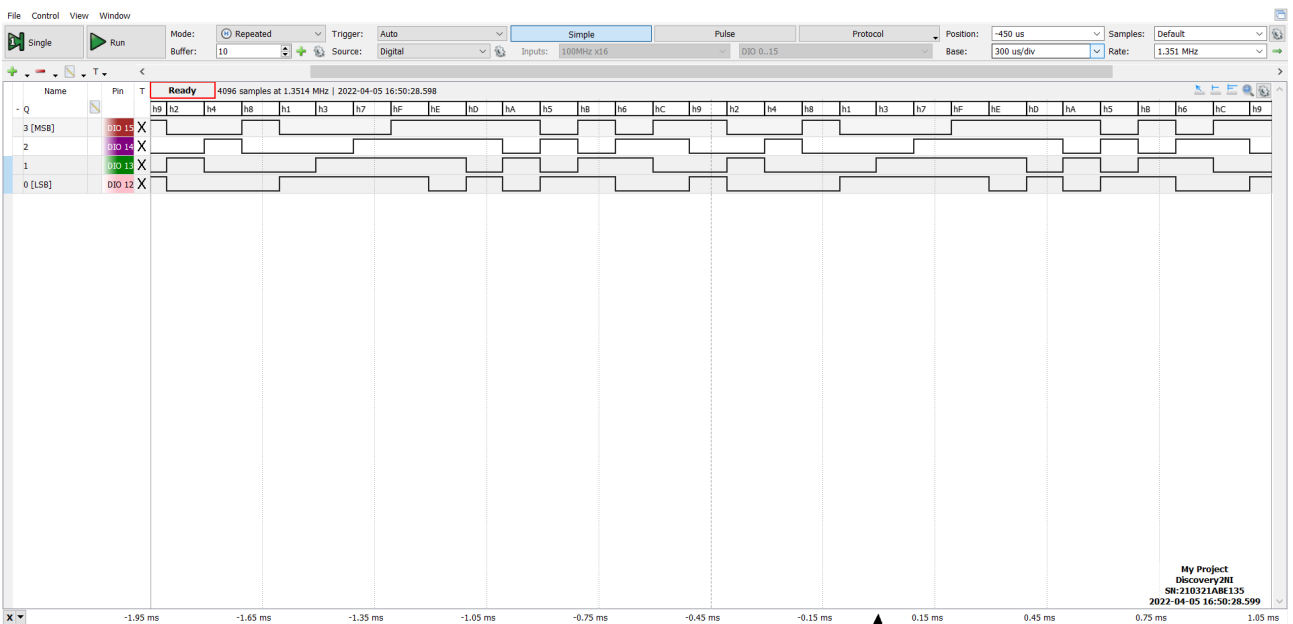 File Control View Window
Single Run Mode: Repeated Trigger: Auto Simple Pulse Protocol Position: -450 us Samples: Default
Buffer: 10 Source: Digital Inputs: 100MHz x16 DIO 0..15 Base: 300 us/div Rate: 1.351 MHz
T
Name Pin T Ready 4096 samples at 1.3514 MHz | 2022-04-05 16:50:28.598
- Q h9 h2 h4 h8 h1 h3 h7 hF hE hD hA h5 hB h6 hC h9 h2 h4 h8 h1 h3 h7 hF hE hD hA h5 hB h6 hC h9
3 [MSB] DIO 15 X
2 DIO 14 X
1 DIO 13 X
0 [LSB] DIO 12 X
My Project
Discovery2NI
SN:210321ABE135
2022-04-05 16:50:28.599
X -1.95 ms -1.65 ms -1.35 ms -1.05 ms -0.75 ms -0.45 ms -0.15 ms 0.15 ms 0.45 ms 0.75 ms 1.05 ms